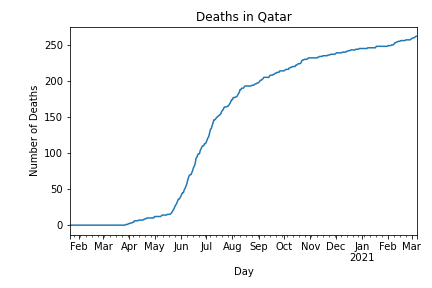 Deaths in Qatar
250
200
150
100
50
0
Number of Deaths
Feb Mar Apr May Jun Jul Aug Sep Oct Nov Dec Jan Feb Mar
2021
Day